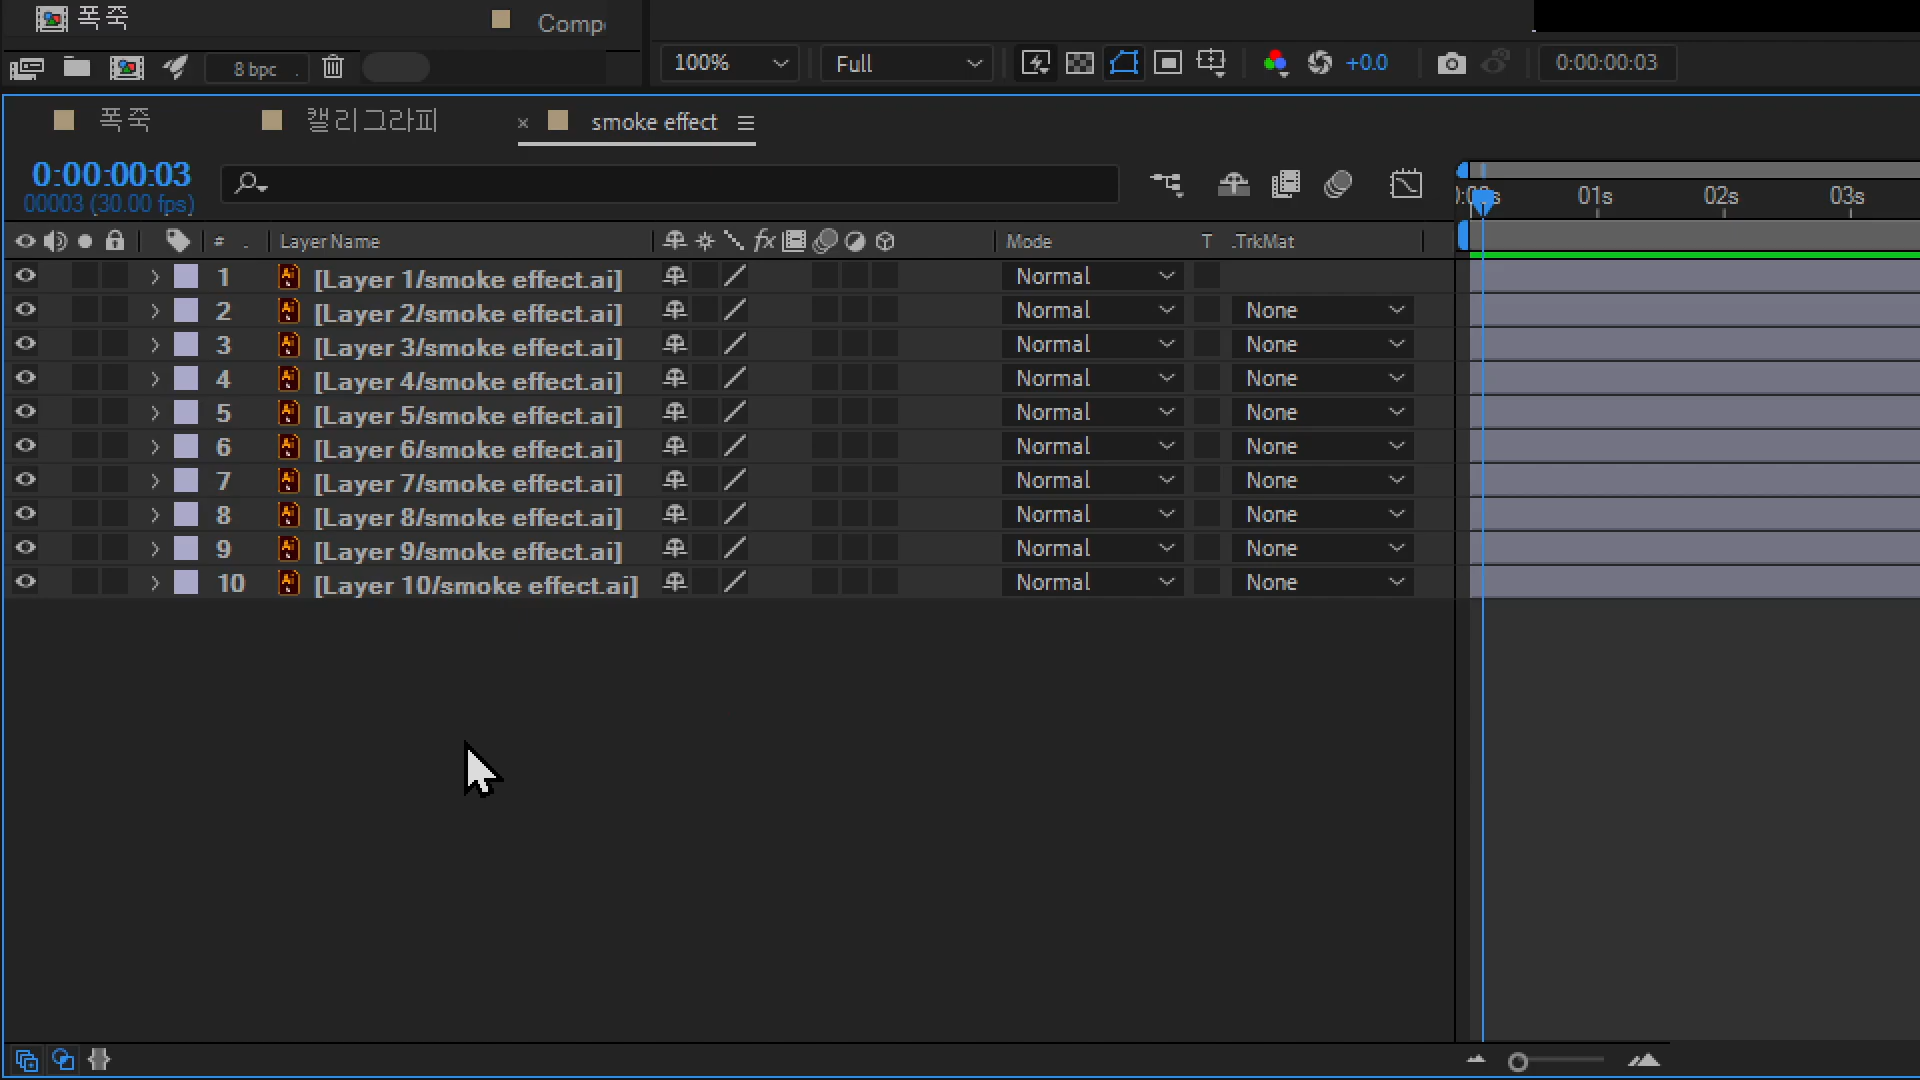 폭죽
Comp
8 bpc
100%
Full
+0.0
0:00:00:03
폭죽
캘리그라피
smoke effect
0:00:00:03
00003 (30.00 fps)
01s
02s
03s
#
Layer Name
fx
Mode
T
.TrkMat
1 [Layer 1/smoke effect.ai] Normal
2 [Layer 2/smoke effect.ai] Normal None
3 [Layer 3/smoke effect.ai] Normal None
4 [Layer 4/smoke effect.ai] Normal None
5 [Layer 5/smoke effect.ai] Normal None
6 [Layer 6/smoke effect.ai] Normal None
7 [Layer 7/smoke effect.ai] Normal None
8 [Layer 8/smoke effect.ai] Normal None
9 [Layer 9/smoke effect.ai] Normal None
10 [Layer 10/smoke effect.ai] Normal None